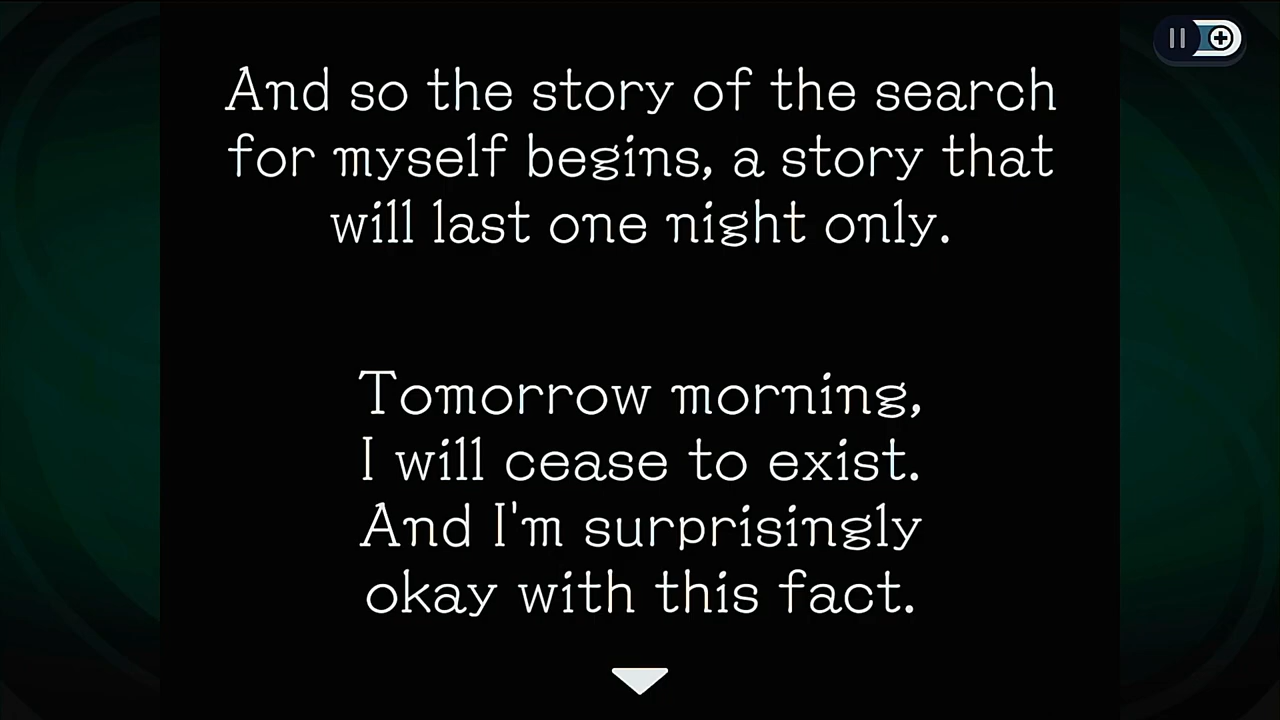 And so the story of the search
for myself begins, a story that
will last one night only.
Tomorrow morning,
I will cease to exist.
And I'm surprisingly
okay with this fact.